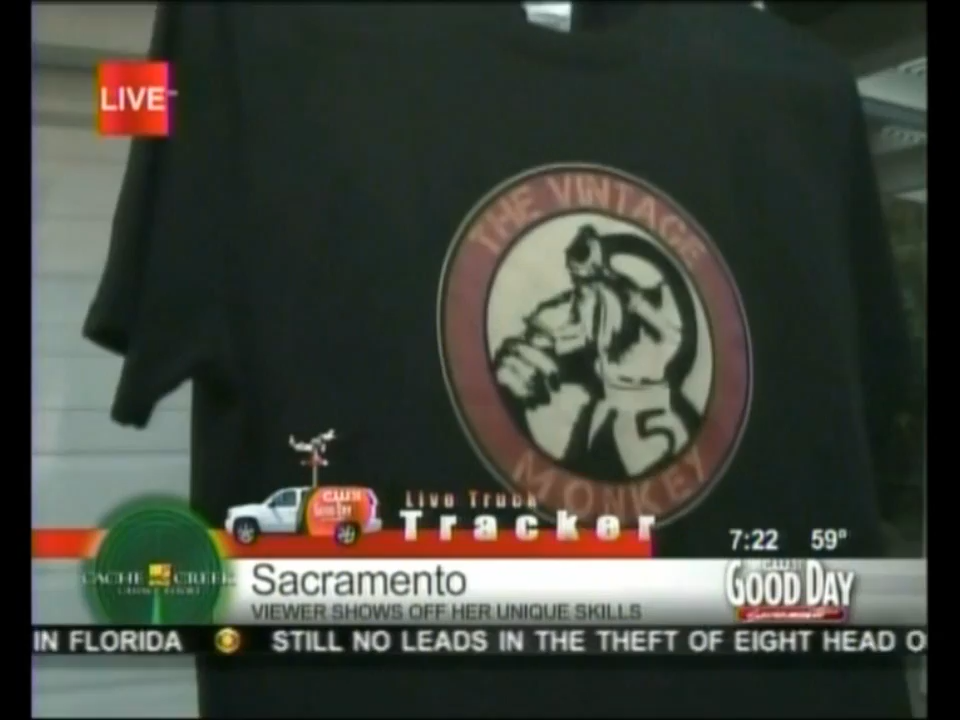 LIVE
THE VINTAGE
5
MONKEY
Live Truck
Tracker
7:22 59°
CACHE CREEK
Sacramento
GOOD DAY
VIEWER SHOWS OFF HER UNIQUE SKILLS
IN FLORIDA STILL NO LEADS IN THE THEFT OF EIGHT HEAD O